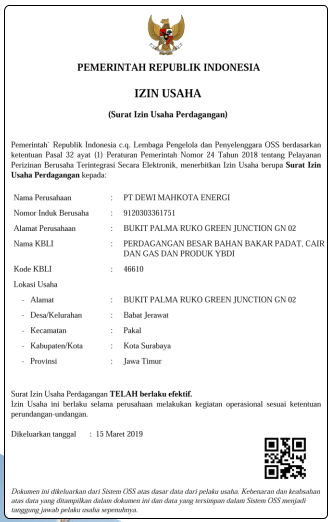 PEMERINTAH REPUBLIK INDONESIA
IZIN USAHA
(Surat Izin Usaha Perdagangan)
Pemerintah` Republik Indonesia c.q. Lembaga Pengelola dan Penyelenggara OSS berdasarkan
ketentuan Pasal 32 ayat (1) Peraturan Pemerintah Nomor 24 Tahun 2018 tentang Pelayanan
Perizinan Berusaha Terintegrasi Secara Elektronik, menerbitkan Izin Usaha berupa Surat Izin
Usaha Perdagangan kepada:
Nama Perusahaan : PT DEWI MAHKOTA ENERGI
Nomor Induk Berusaha : 9120303361751
Alamat Perusahaan : BUKIT PALMA RUKO GREEN JUNCTION GN 02
Nama KBLI : PERDAGANGAN BESAR BAHAN BAKAR PADAT, CAIR
DAN GAS DAN PRODUK YBDI
Kode KBLI : 46610
Lokasi Usaha
- Alamat : BUKIT PALMA RUKO GREEN JUNCTION GN 02
- Desa/Kelurahan : Babat Jerawat
- Kecamatan : Pakal
- Kabupaten/Kota : Kota Surabaya
- Provinsi : Jawa Timur
Surat Izin Usaha Perdagangan TELAH berlaku efektif.
Izin Usaha ini berlaku selama perusahaan melakukan kegiatan operasional sesuai ketentuan
perundangan-undangan.
Dikeluarkan tanggal : 15 Maret 2019
Dokumen ini dikeluarkan dari Sistem OSS atas dasar data dari pelaku usaha. Kebenaran dan keabsahan
atas data yang ditampilkan dalam dokumen ini dan data yang tersimpan dalam Sistem OSS menjadi
tanggung jawab pelaku usaha sepenuhnya.